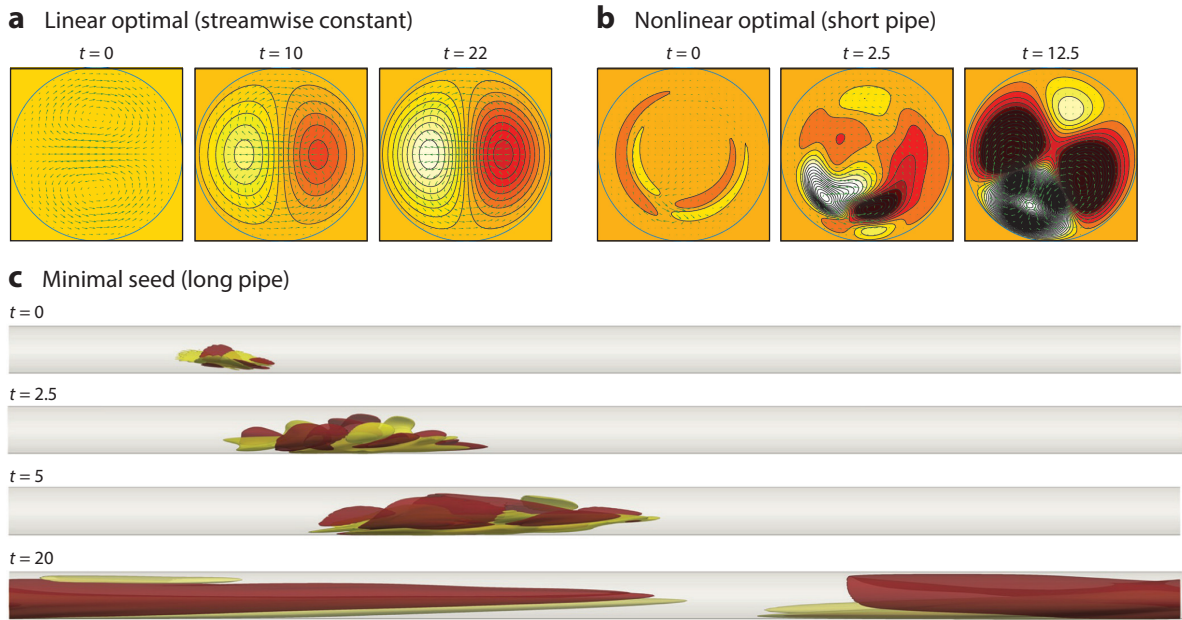 a Linear optimal (streamwise constant)
b Nonlinear optimal (short pipe)
t = 0
t = 10
t = 22
t = 0
t = 2.5
t = 12.5
c Minimal seed (long pipe)
t = 0
t = 2.5
t = 5
t = 20